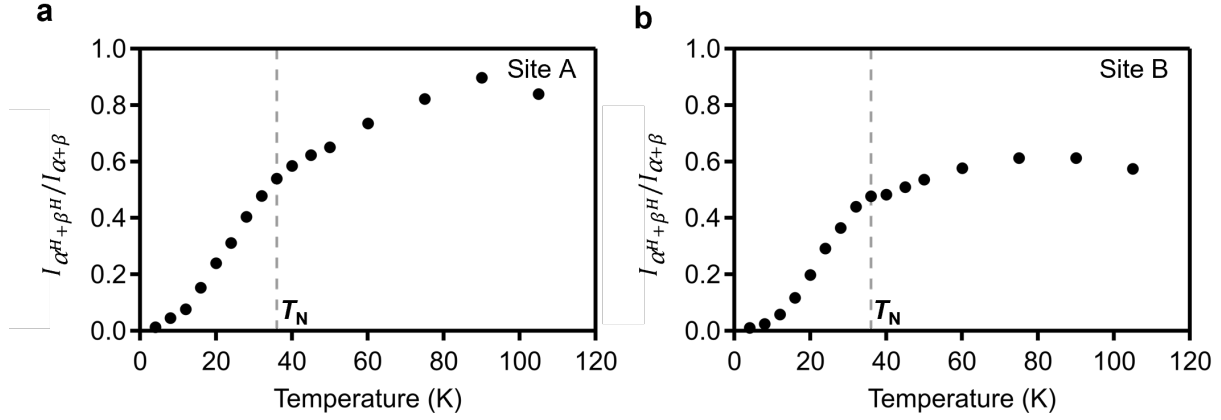 a
1.0
0.8
0.6
0.4
0.2
0.0
I_{α^H+β^H}/I_{α+β}
Site A
T_N
0 20 40 60 80 100 120
Temperature (K)
b
1.0
0.8
0.6
0.4
0.2
0.0
I_{α^H+β^H}/I_{α+β}
Site B
T_N
0 20 40 60 80 100 120
Temperature (K)